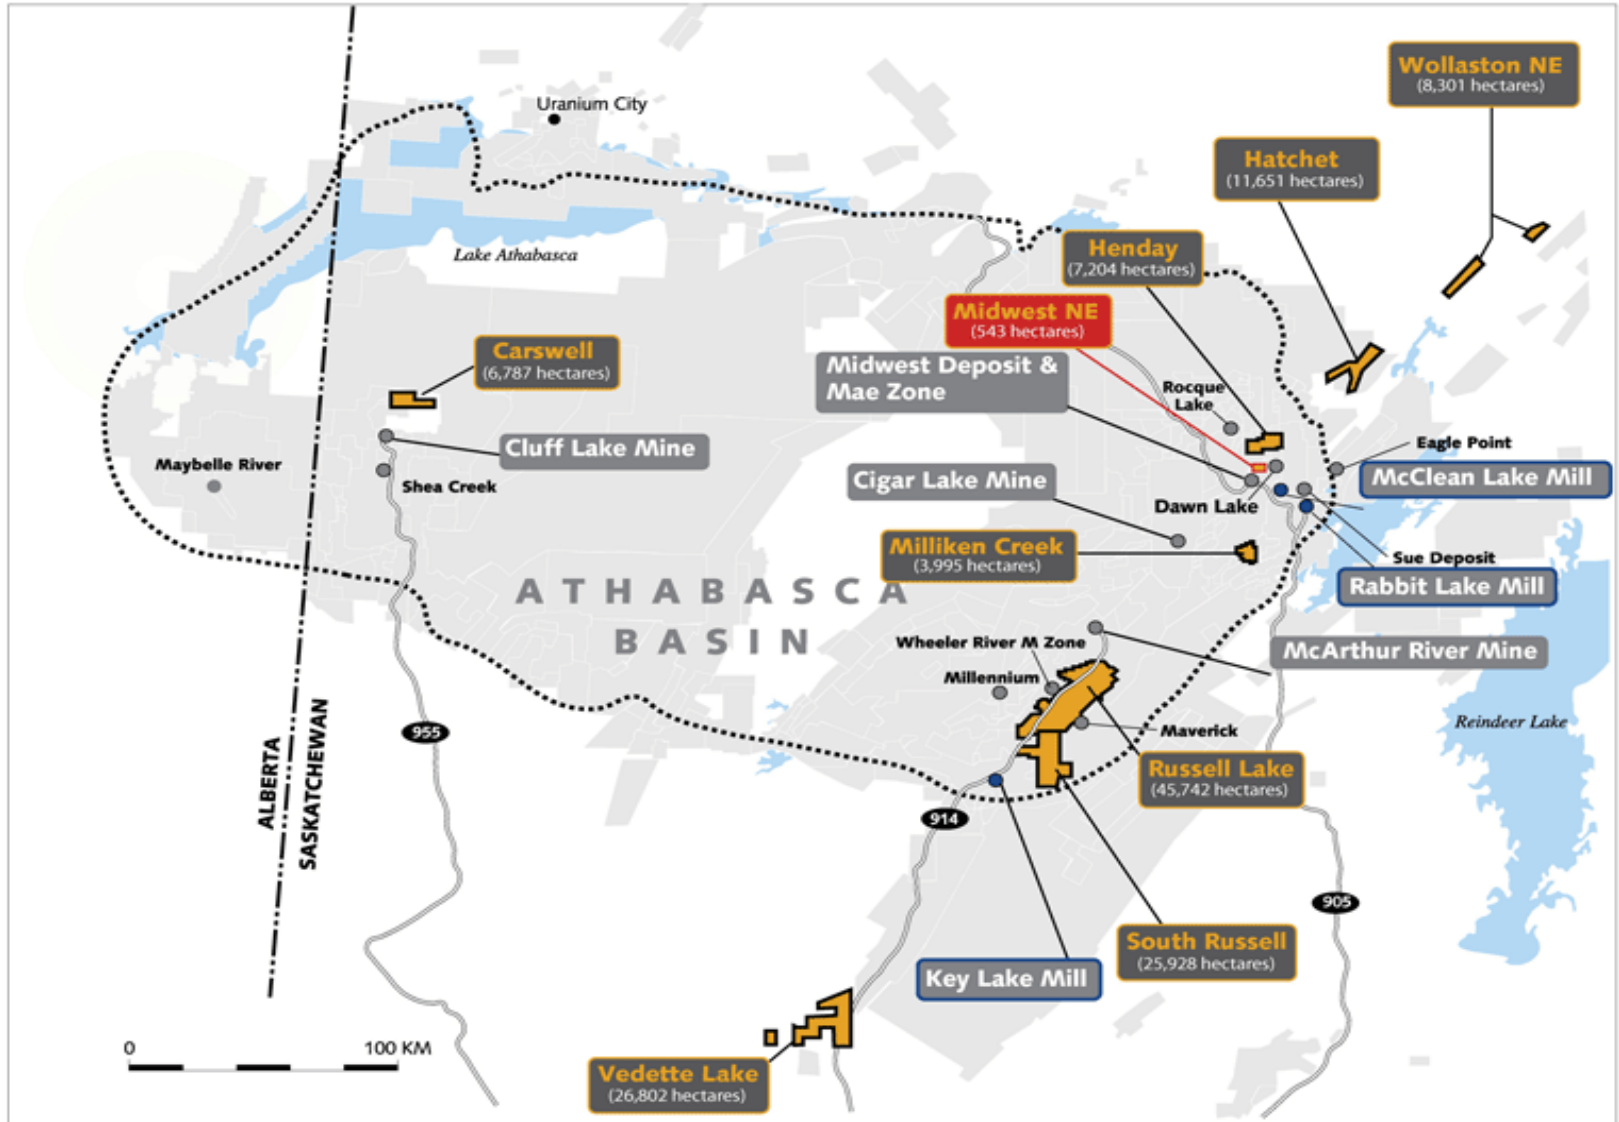 Wollaston NE
(8,301 hectares)
Uranium City
Hatchet
(11,651 hectares)
Henday
(7,204 hectares)
Lake Athabasca
Midwest NE
(543 hectares)
Carswell
(6,787 hectares)
Midwest Deposit &
Mae Zone
Rocque
Lake
Eagle Point
Cluff Lake Mine
Maybelle River
Shea Creek
Cigar Lake Mine
McClean Lake Mill
Dawn Lake
Milliken Creek
(3,995 hectares)
Sue Deposit
Rabbit Lake Mill
ATHABASCA
BASIN
Wheeler River M Zone
McArthur River Mine
Millennium
Reindeer Lake
Maverick
955
ALBERTA
SASKATCHEWAN
Russell Lake
(45,742 hectares)
914
905
South Russell
(25,928 hectares)
Key Lake Mill
0
100 KM
Vedette Lake
(26,802 hectares)